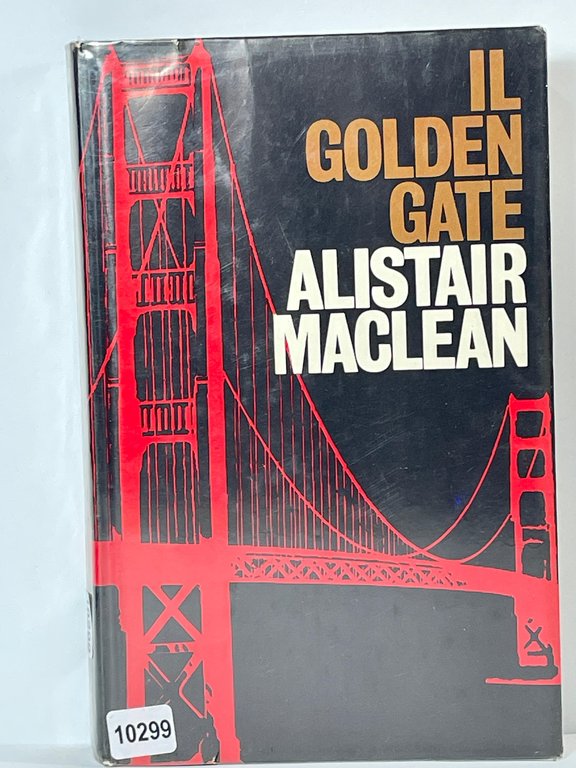 IL
GOLDEN
GATE
ALISTAIR
MACLEAN
10299